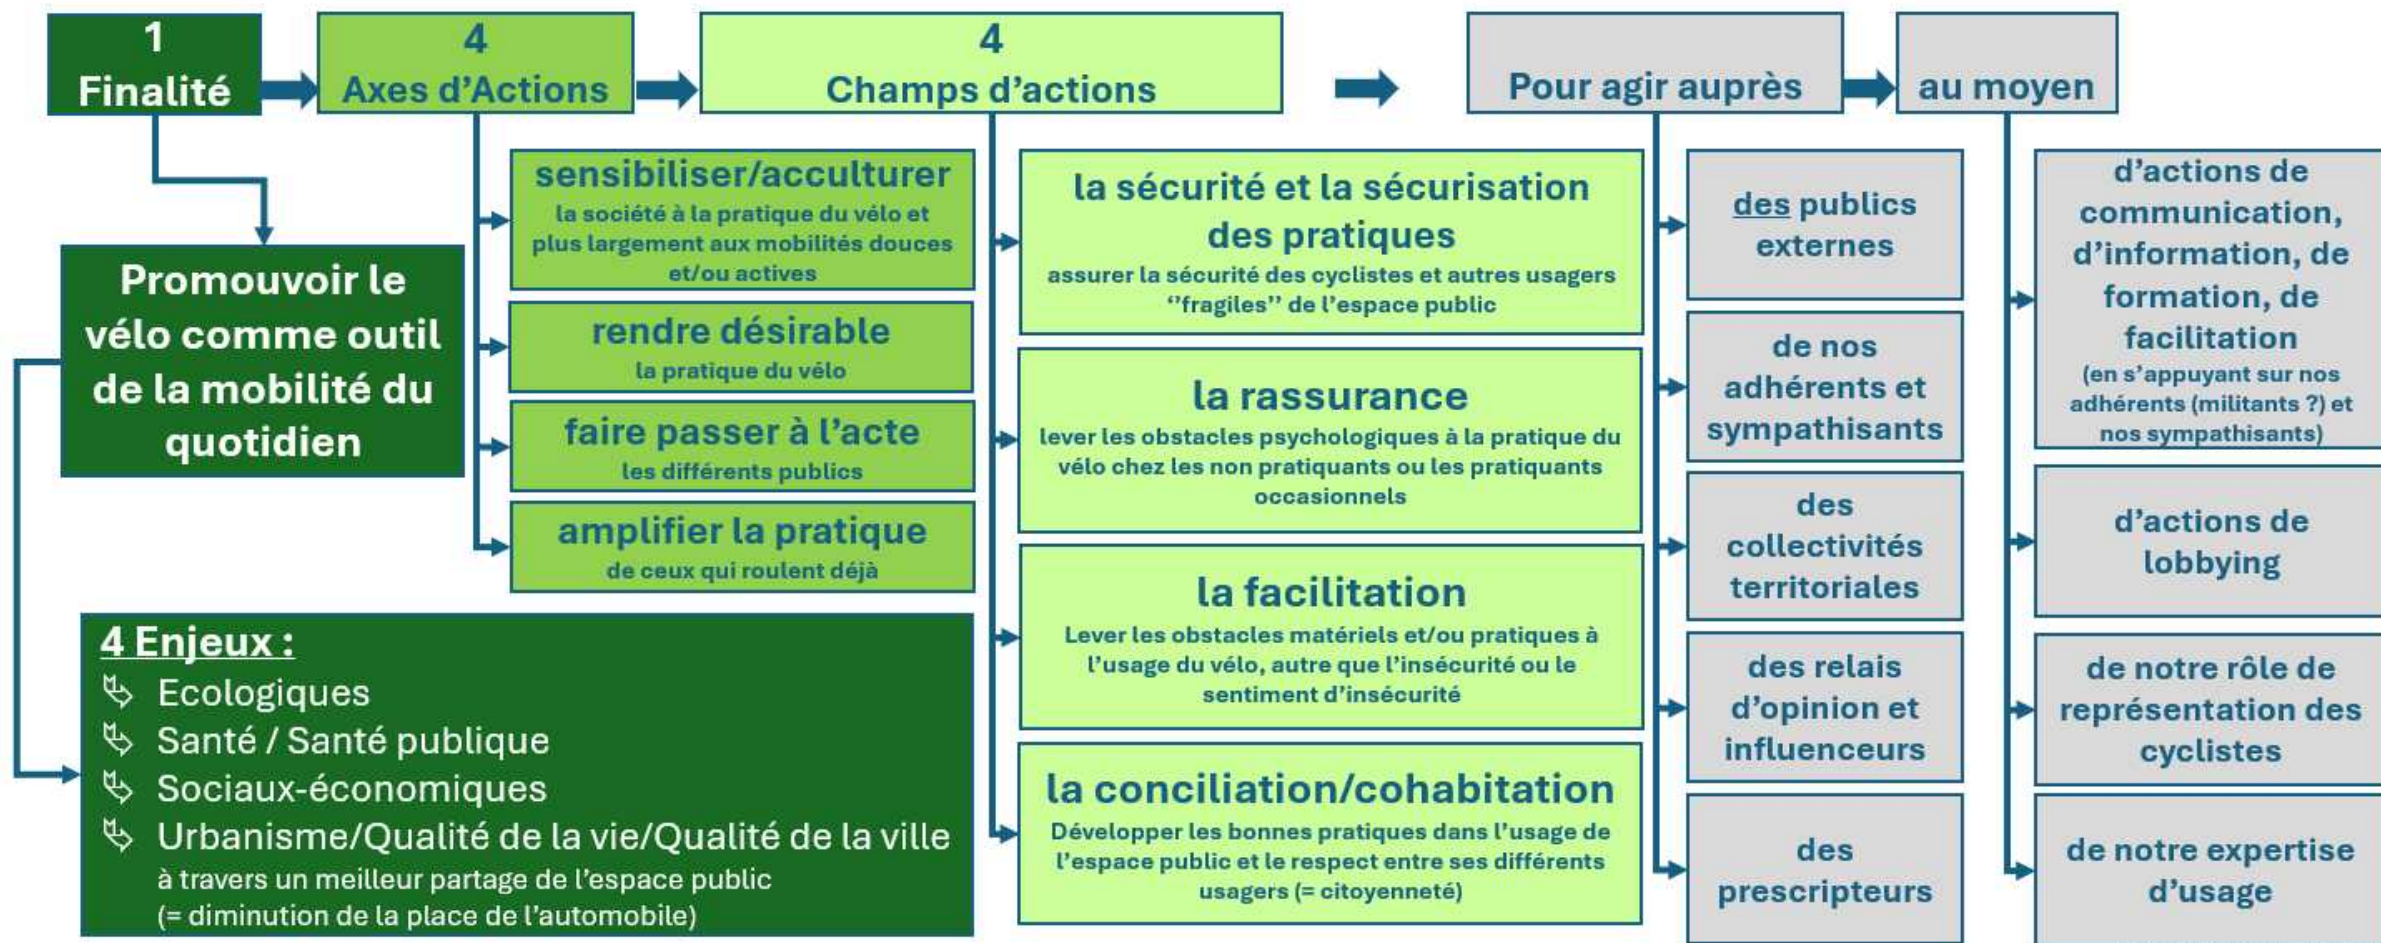 1
Finalité
4
Axes d’Actions
4
Champs d’actions
Pour agir auprès
au moyen
Promouvoir le
vélo comme outil
de la mobilité du
quotidien
4 Enjeux :
Ecologiques
Santé / Santé publique
Sociaux-économiques
Urbanisme/Qualité de la vie/Qualité de la ville
à travers un meilleur partage de l’espace public
(= diminution de la place de l’automobile)
sensibiliser/acculturer
la société à la pratique du vélo et
plus largement aux mobilités douces
et/ou actives
rendre désirable
la pratique du vélo
faire passer à l’acte
les différents publics
amplifier la pratique
de ceux qui roulent déjà
la sécurité et la sécurisation
des pratiques
assurer la sécurité des cyclistes et autres usagers
‘’fragiles’’ de l’espace public
la rassurance
lever les obstacles psychologiques à la pratique du
vélo chez les non pratiquants ou les pratiquants
occasionnels
la facilitation
Lever les obstacles matériels et/ou pratiques à
l’usage du vélo, autre que l’insécurité ou le
sentiment d’insécurité
la conciliation/cohabitation
Développer les bonnes pratiques dans l’usage de
l’espace public et le respect entre ses différents
usagers (= citoyenneté)
des publics
externes
de nos
adhérents et
sympathisants
des
collectivités
territoriales
des relais
d’opinion et
influenceurs
des
prescripteurs
d’actions de
communication,
d’information, de
formation, de
facilitation
(en s’appuyant sur nos
adhérents (militants ?) et
nos sympathisants)
d’actions de
lobbying
de notre rôle de
représentation des
cyclistes
de notre expertise
d’usage